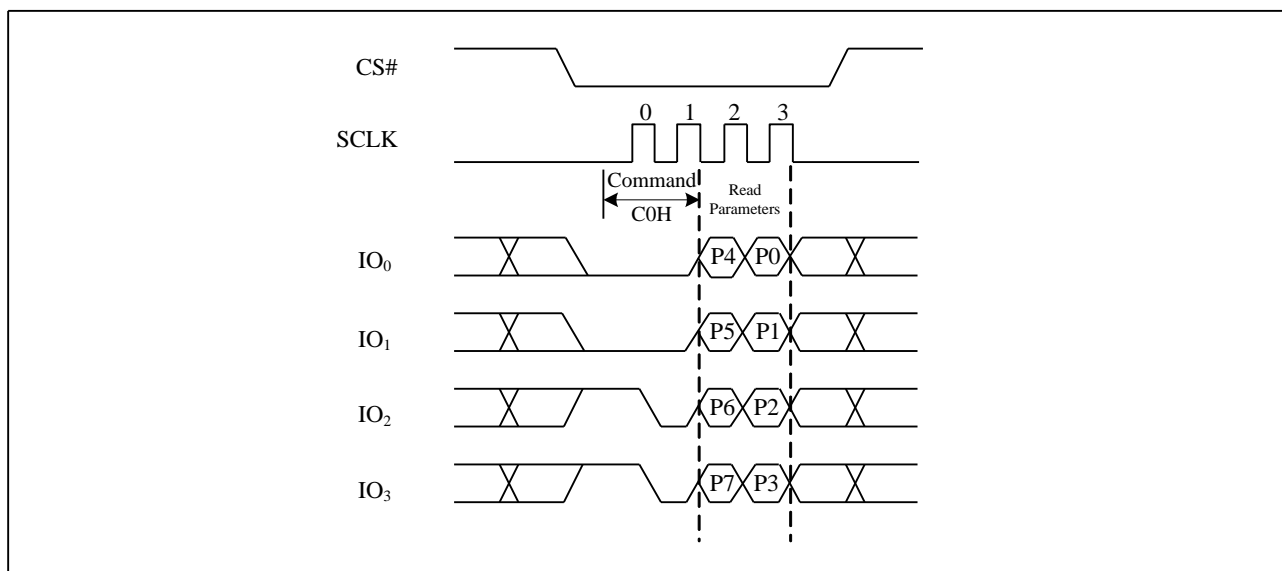 CS#
0 1 2 3
SCLK
Command
C0H
Read
Parameters
IO₀ P4 P0
IO₁ P5 P1
IO₂ P6 P2
IO₃ P7 P3